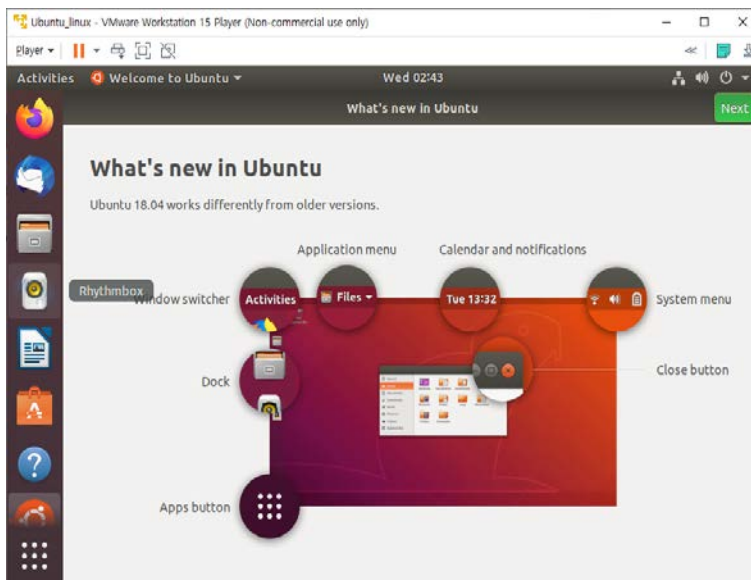 Ubuntu_linux - VMware Workstation 15 Player (Non-commercial use only)
Player
Activities Welcome to Ubuntu Wed 02:43
What's new in Ubuntu Next
What's new in Ubuntu
Ubuntu 18.04 works differently from older versions.
Application menu Calendar and notifications
Rhythmbox Window switcher Activities Files Tue 13:32 System menu
Dock Close button
Apps button